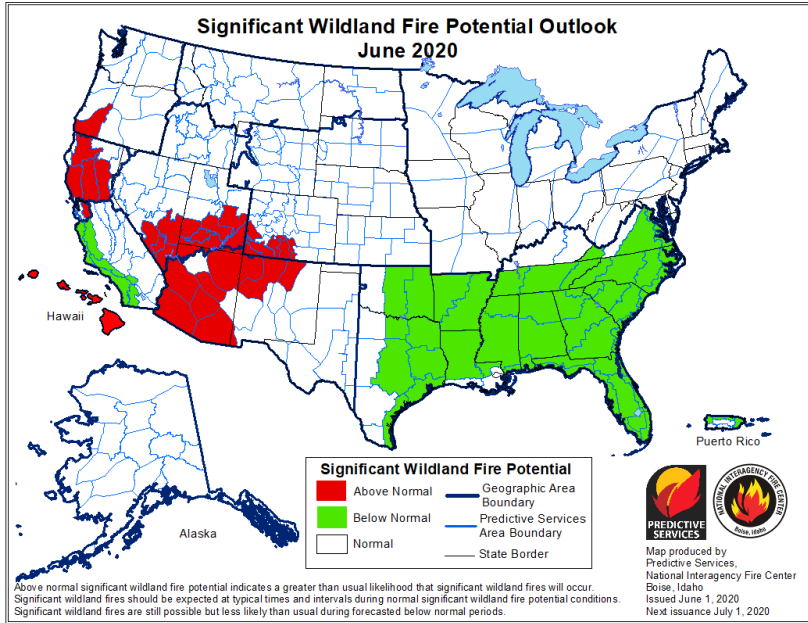 Significant Wildland Fire Potential Outlook
June 2020
Hawaii
Alaska
Puerto Rico
Significant Wildland Fire Potential
Above Normal
Below Normal
Normal
Geographic Area
Boundary
Predictive Services
Area Boundary
State Border
PREDICTIVE
SERVICES
NATIONAL INTERAGENCY FIRE CENTER
Boise, Idaho
Map produced by
Predictive Services,
National Interagency Fire Center
Boise, Idaho
Issued June 1, 2020
Next issuance July 1, 2020
Above normal significant wildland fire potential indicates a greater than usual likelihood that significant fires will occur.
Significant wildland fires should be expected at typical times and intervals during normal significant wildland fire potential conditions.
Significant wildland fires are still possible but less likely than usual during forecasted below normal periods.